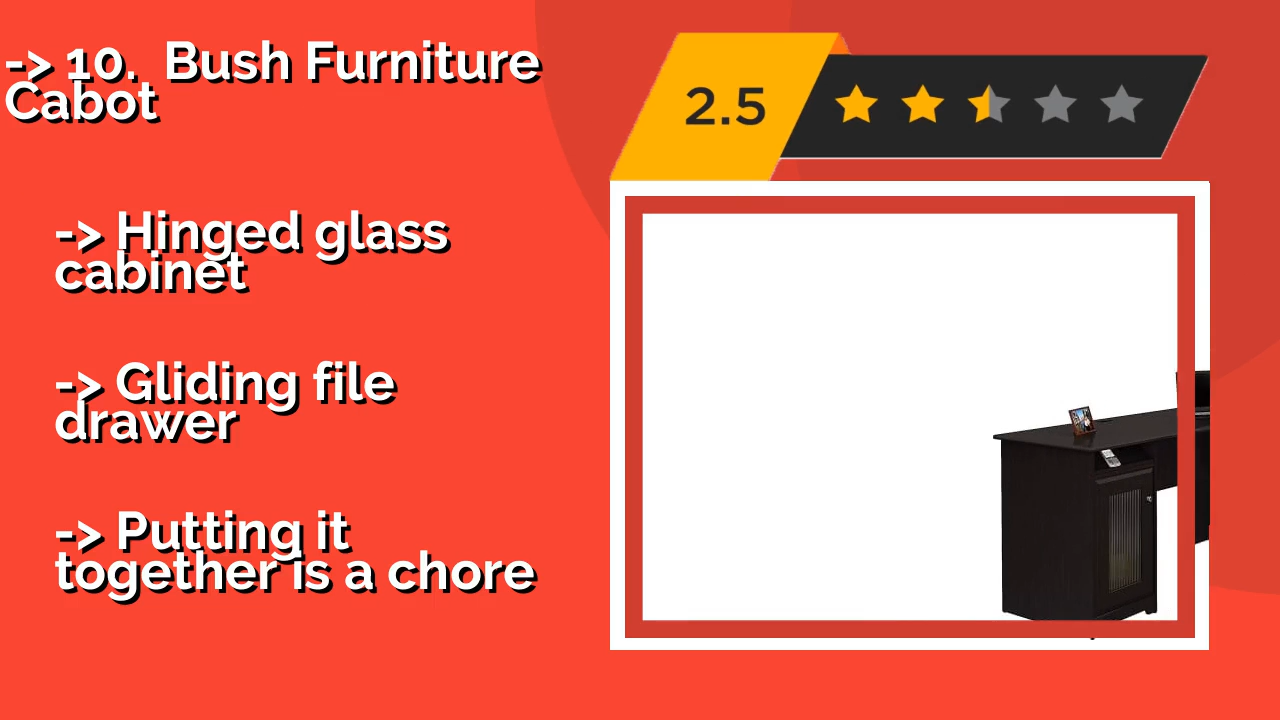 -> 10.  Bush Furniture
Cabot
2.5
-> Hinged glass
cabinet
-> Gliding file
drawer
-> Putting it
together is a chore